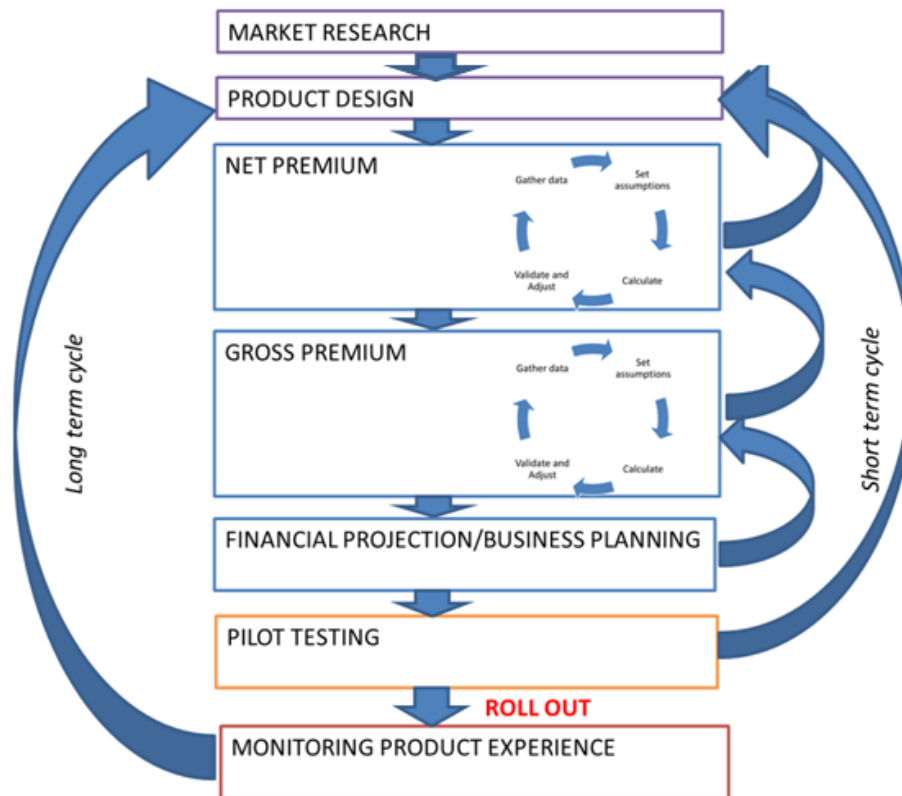 MARKET RESEARCH
PRODUCT DESIGN
NET PREMIUM
Gather data
Set
assumptions
Validate and
Adjust
Calculate
GROSS PREMIUM
Gather data
Set
assumptions
Validate and
Adjust
Calculate
Long term cycle
Short term cycle
FINANCIAL PROJECTION/BUSINESS PLANNING
PILOT TESTING
ROLL OUT
MONITORING PRODUCT EXPERIENCE